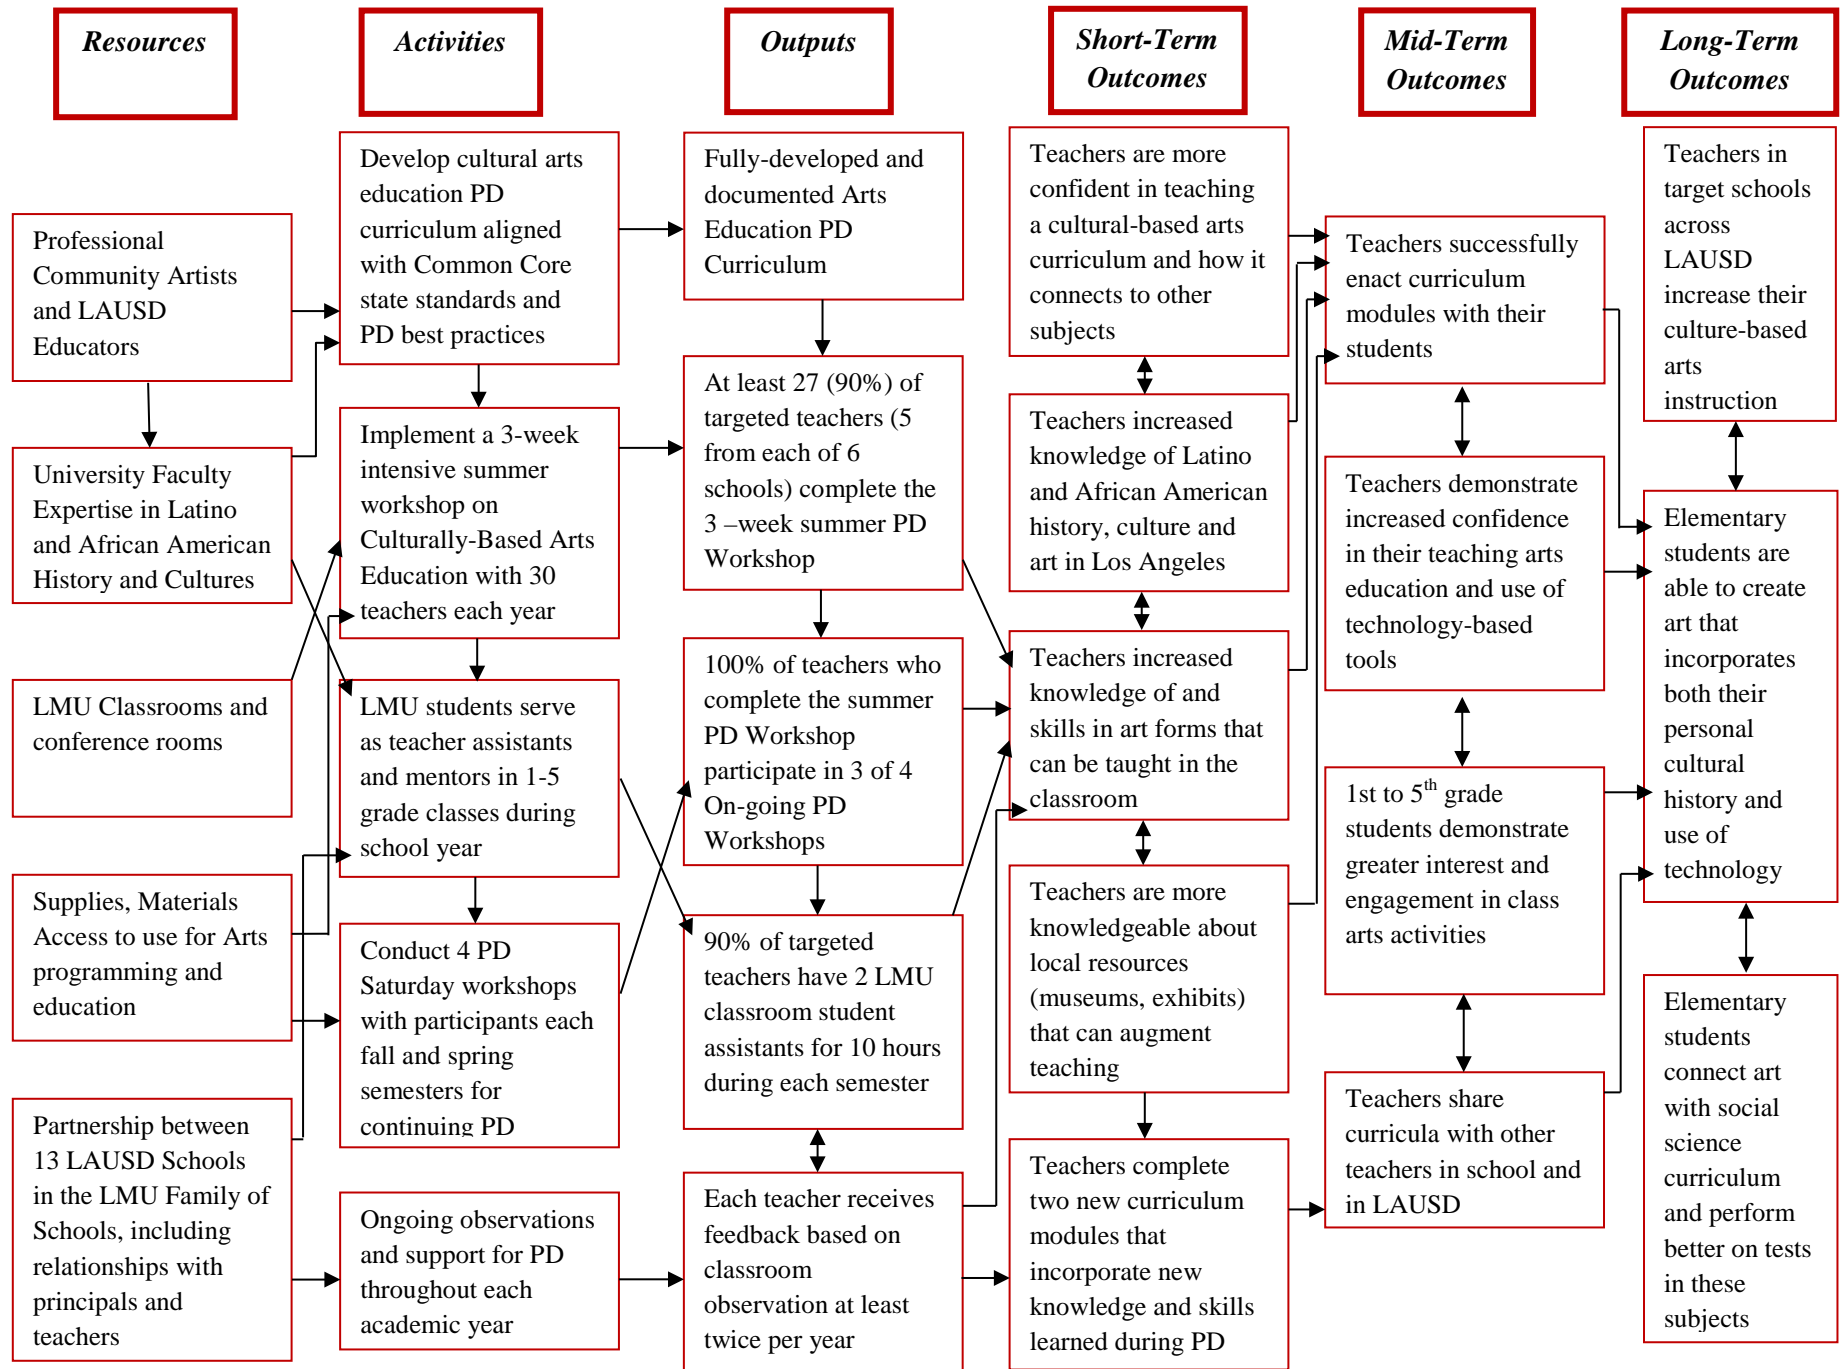 Resources
Activities
Outputs
Short-Term
Outcomes
Mid-Term
Outcomes
Long-Term
Outcomes
Professional
Community Artists
and LAUSD
Educators
University Faculty
Expertise in Latino
and African American
History and Cultures
LMU Classrooms and
conference rooms
Supplies, Materials
Access to use for Arts
programming and
education
Partnership between
13 LAUSD Schools
in the LMU Family of
Schools, including
relationships with
principals and
teachers
Develop cultural arts
education PD
curriculum aligned
with Common Core
state standards and
PD best practices
Implement a 3-week
intensive summer
workshop on
Culturally-Based Arts
Education with 30
teachers each year
LMU students serve
as teacher assistants
and mentors in 1-5
grade classes during
school year
Conduct 4 PD
Saturday workshops
with participants each
fall and spring
semesters for
continuing PD
Ongoing observations
and support for PD
throughout each
academic year
Fully-developed and
documented Arts
Education PD
Curriculum
At least 27 (90%) of
targeted teachers (5
from each of 6
schools) complete the
3 –week summer PD
Workshop
100% of teachers who
complete the summer
PD Workshop
participate in 3 of 4
On-going PD
Workshops
90% of targeted
teachers have 2 LMU
classroom student
assistants for 10 hours
during each semester
Each teacher receives
feedback based on
classroom
observation at least
twice per year
Teachers are more
confident in teaching
a cultural-based arts
curriculum and how it
connects to other
subjects
Teachers increased
knowledge of Latino
and African American
history, culture and
art in Los Angeles
Teachers increased
knowledge of and
skills in art forms that
can be taught in the
classroom
Teachers are more
knowledgeable about
local resources
(museums, exhibits)
that can augment
teaching
Teachers complete
two new curriculum
modules that
incorporate new
knowledge and skills
learned during PD
Teachers successfully
enact curriculum
modules with their
students
Teachers demonstrate
increased confidence
in their teaching arts
education and use of
technology-based
tools
1st to 5th grade
students demonstrate
greater interest and
engagement in class
arts activities
Teachers share
curricula with other
teachers in school and
in LAUSD
Teachers in
target schools
across
LAUSD
increase their
culture-based
arts
instruction
Elementary
students are
able to create
art that
incorporates
both their
personal
cultural
history and
use of
technology
Elementary
students
connect art
with social
science
curriculum
and perform
better on tests
in these
subjects